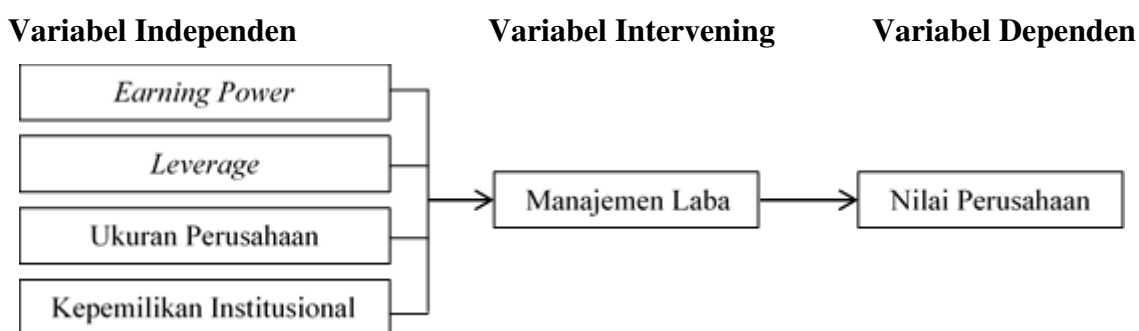 Variabel Independen Variabel Intervening Variabel Dependen
Earning Power
Leverage
Manajemen Laba Nilai Perusahaan
Ukuran Perusahaan
Kepemilikan Institusional